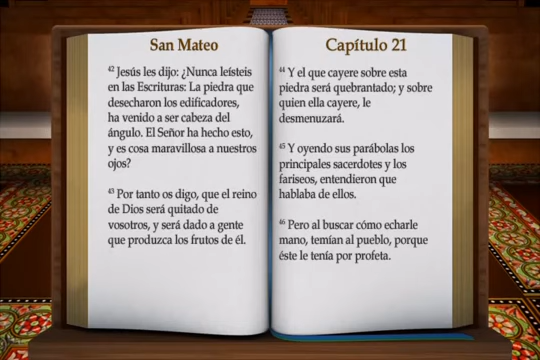 San Mateo
42 Jesús les dijo: ¿Nunca leísteis
en las Escrituras: La piedra que
desecharon los edificadores,
ha venido a ser cabeza del
ángulo. El Señor ha hecho esto,
y es cosa maravillosa a nuestros
ojos?
43 Por tanto os digo, que el reino
de Dios será quitado de
vosotros, y será dado a gente
que produzca los frutos de él.
Capítulo 21
44 Y el que cayere sobre esta
piedra será quebrantado; y sobre
quien ella cayere, le
desmenuzará.
45 Y oyendo sus parábolas los
principales sacerdotes y los
fariseos, entendieron que
hablaba de ellos.
46 Pero al buscar cómo echarle
mano, temían al pueblo, porque
éste le tenía por profeta.